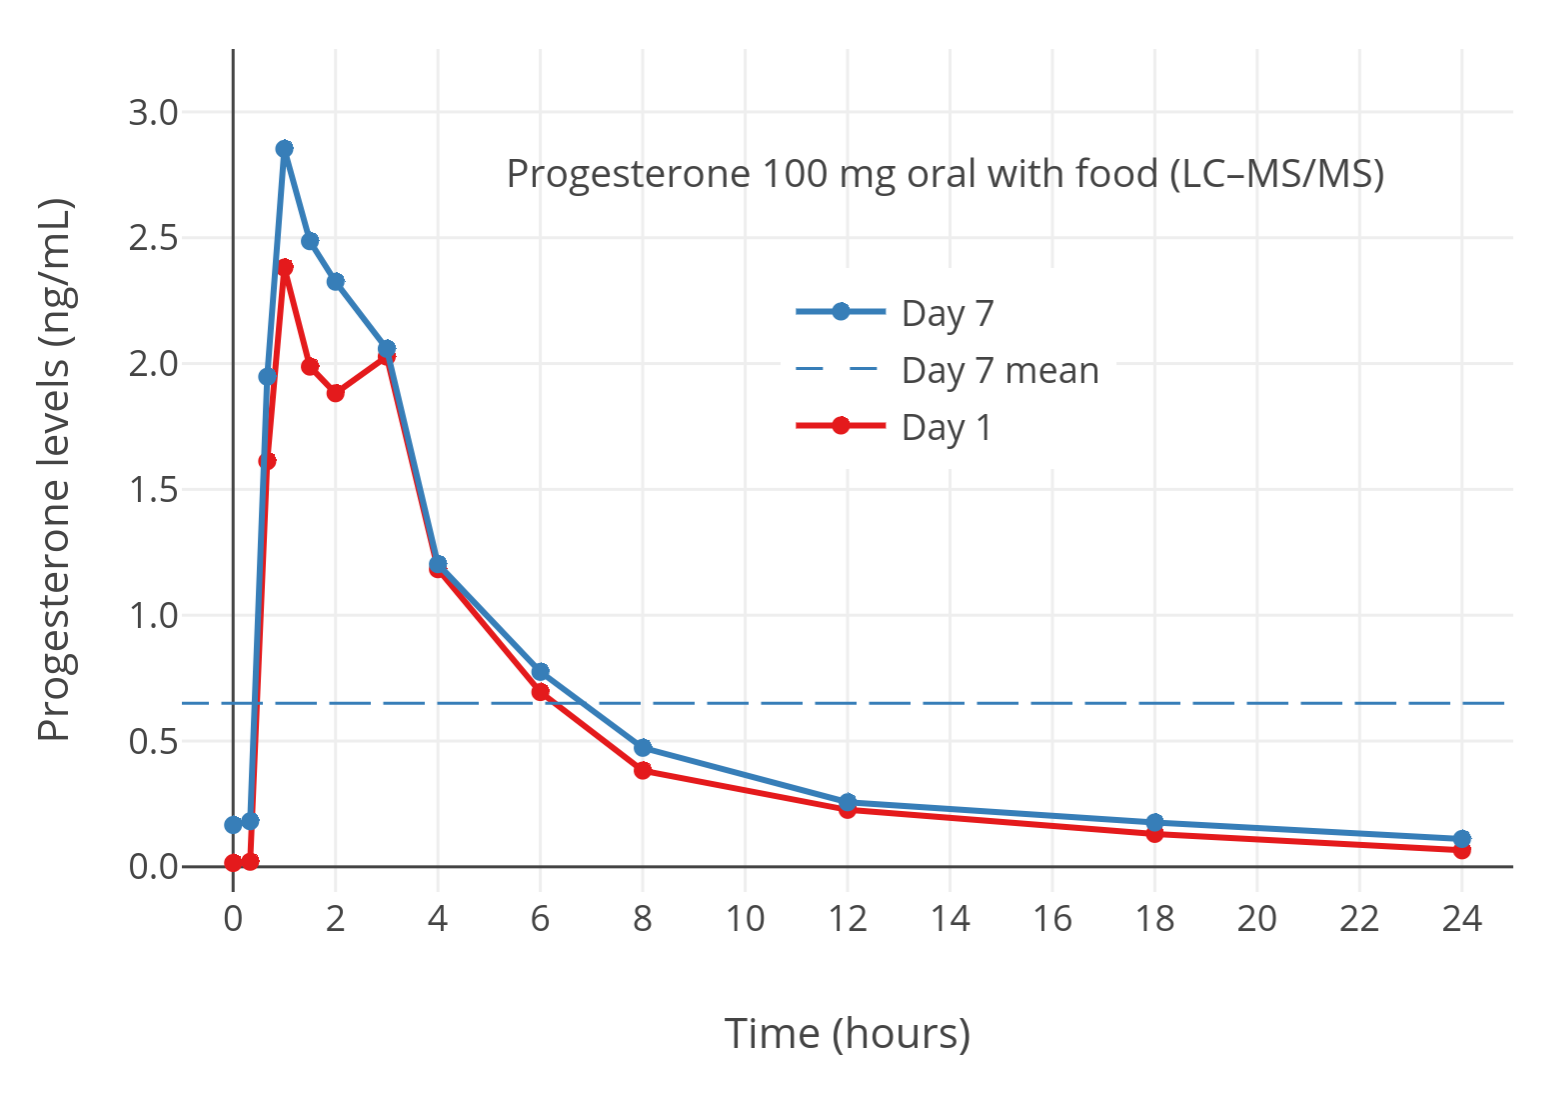 Progesterone 100 mg oral with food (LC–MS/MS)
Progesterone levels (ng/mL)
3.0
2.5
2.0
1.5
1.0
0.5
0.0
Day 7
Day 7 mean
Day 1
0 2 4 6 8 10 12 14 16 18 20 22 24
Time (hours)